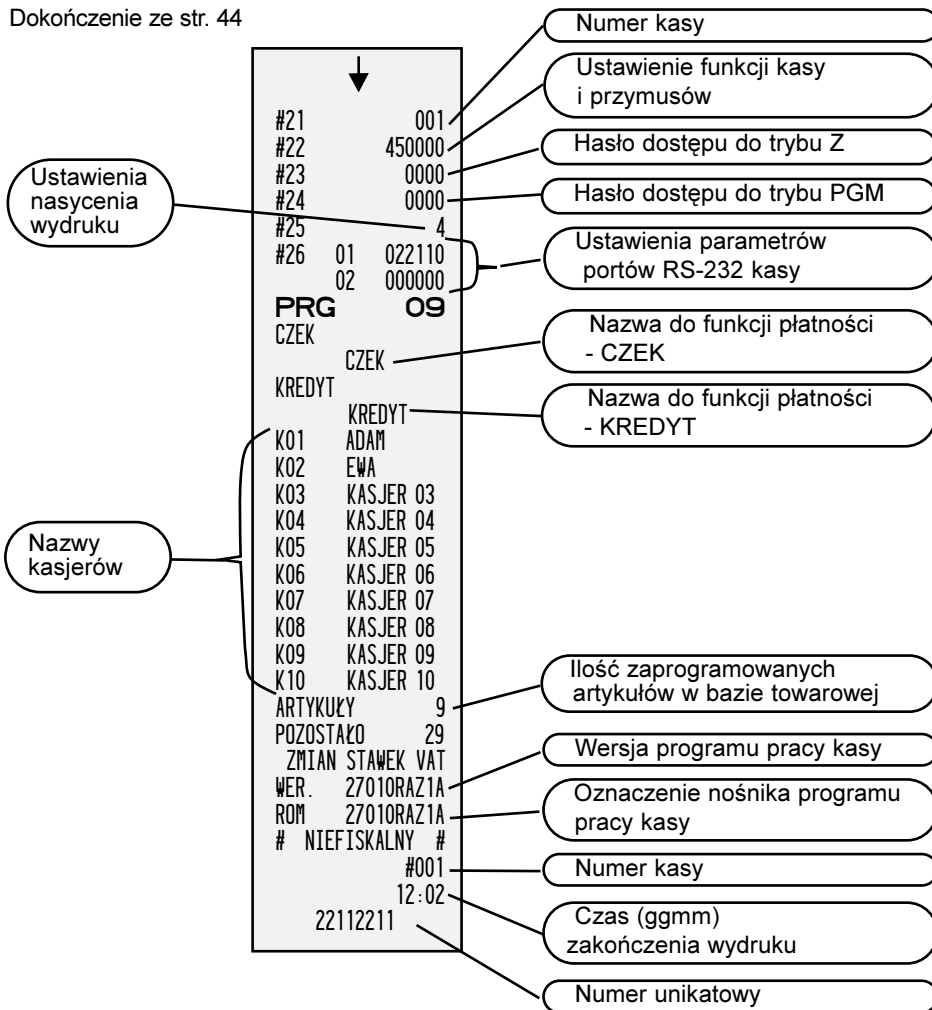 Dokończenie ze str. 44
Numer kasy
Ustawienie funkcji kasy
i przymusów
Hasło dostępu do trybu Z
Hasło dostępu do trybu PGM
Ustawienia parametrów
portów RS-232 kasy
Nazwa do funkcji płatności
- CZEK
Nazwa do funkcji płatności
- KREDYT
Ustawienia
nasycenia
wydruku
Nazwy
kasjerów
#21 001
#22 450000
#23 0000
#24 0000
#25 4
#26 01 022110
02 000000
PRG 09
CZEK
CZEK
KREDYT
KREDYT
K01 ADAM
K02 EWA
K03 KASJER 03
K04 KASJER 04
K05 KASJER 05
K06 KASJER 06
K07 KASJER 07
K08 KASJER 08
K09 KASJER 09
K10 KASJER 10
ARTYKUŁY 9
POZOSTAŁO 29
ZMIAN STAWEK VAT
WER. 27010RAZ1A
ROM 27010RAZ1A
# NIEFISKALNY #
#001
12:02
22112211
Ilość zaprogramowanych
artykułów w bazie towarowej
Wersja programu pracy kasy
Oznaczenie nośnika programu
pracy kasy
Numer kasy
Czas (ggmm)
zakończenia wydruku
Numer unikatowy